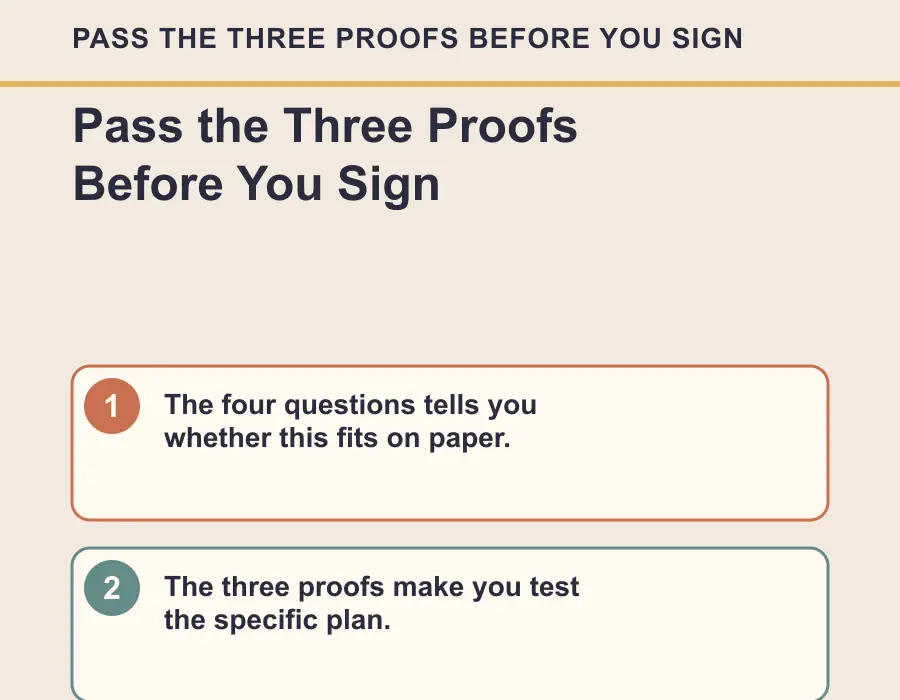 PASS THE THREE PROOFS BEFORE YOU SIGN
Pass the Three Proofs
Before You Sign
1
The four questions tells you
whether this fits on paper.
2
The three proofs make you test
the specific plan.